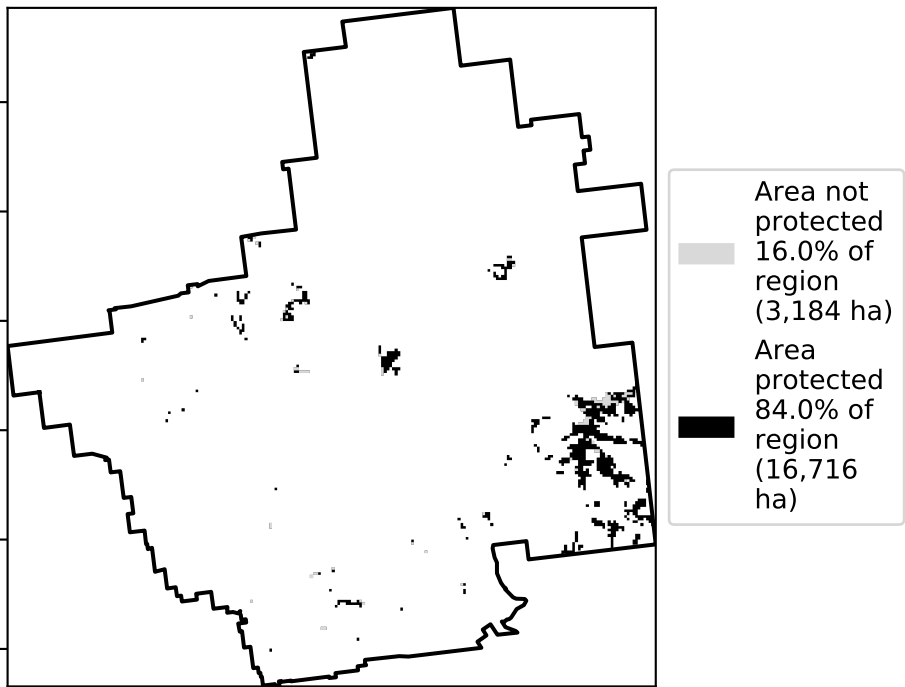 Area not
protected
16.0% of
region
(3,184 ha)
Area
protected
84.0% of
region
(16,716
ha)